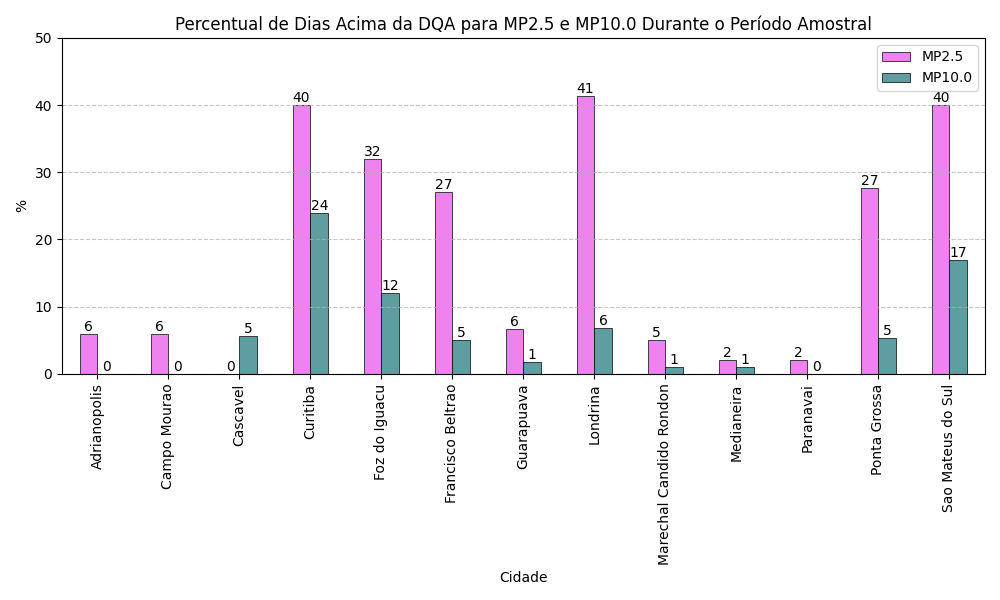 Percentual de Dias Acima da DQA para MP2.5 e MP10.0 Durante o Período Amostral
MP2.5
MP10.0
%
50
40
30
20
10
0
6
0
6
0
0
5
40
24
32
12
27
5
6
1
41
6
5
1
2
1
2
0
27
5
40
17
Adrianopolis
Campo Mourao
Cascavel
Curitiba
Foz do Iguacu
Francisco Beltrao
Guarapuava
Londrina
Marechal Candido Rondon
Medianeira
Paranavai
Ponta Grossa
Sao Mateus do Sul
Cidade